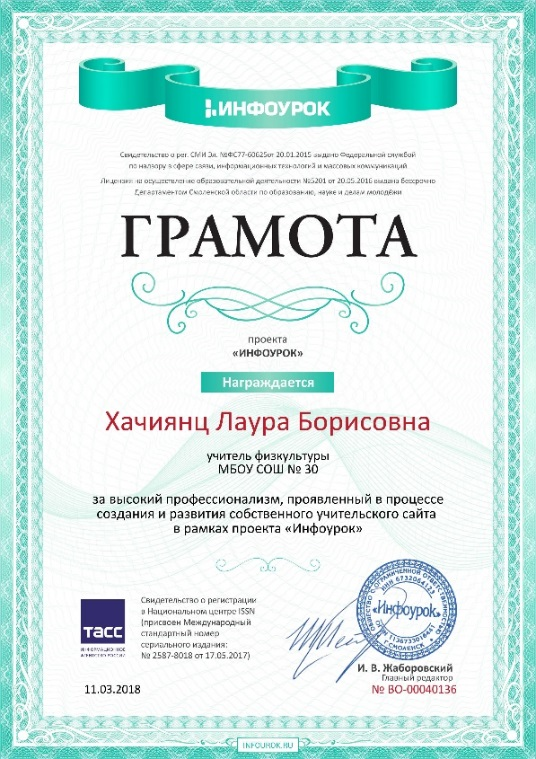 ИНФОУРОК
Свидетельство о рег. СМИ Эл. №ФС77-60625от 20.01.2015 выдано Федеральной службой
по надзору в сфере связи, информационных технологий и массовых коммуникаций
Лицензия на осуществление образовательной деятельности №5201 от 20.05.2016 выдана бессрочно
Департаментом Смоленской области по образованию, науке и делам молодёжи
ГРАМОТА
проекта
«ИНФОУРОК»
Награждается
Хачиянц Лаура Борисовна
учитель физкультуры
МБОУ СОШ № 30
за высокий профессионализм, проявленный в процессе
создания и развития собственного учительского сайта
в рамках проекта «Инфоурок»
ТАСС
ИНФОРМАЦИОННОЕ
АГЕНТСТВО РОССИИ
Свидетельство о регистрации
в Национальном центре ISSN
(присвоен Международный
стандартный номер
сериального издания:
№ 2587-8018 от 17.05.2017)
«Инфоурок»
И. В. Жаборовский
Главный редактор
11.03.2018
№ ВО-00040136
INFOUROK.RU